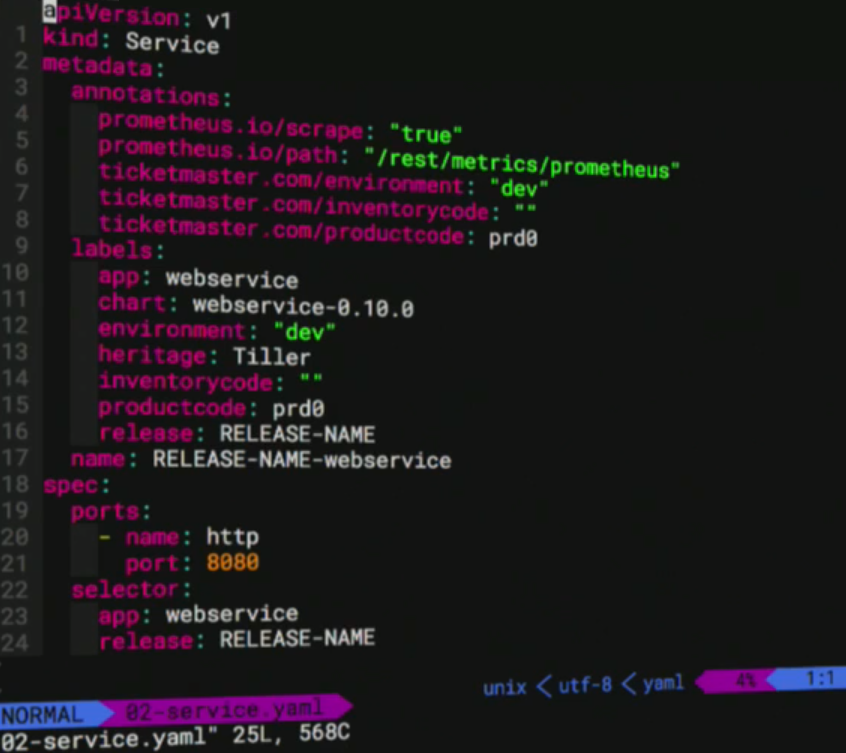 apiVersion: v1
1 kind: Service
2 metadata:
3   annotations:
4     prometheus.io/scrape: "true"
5     prometheus.io/path: "/rest/metrics/prometheus"
6     ticketmaster.com/environment: "dev"
7     ticketmaster.com/inventorycode: ""
8     ticketmaster.com/productcode: prd0
9   labels:
10     app: webservice
11     chart: webservice-0.10.0
12     environment: "dev"
13     heritage: Tiller
14     inventorycode: ""
15     productcode: prd0
16     release: RELEASE-NAME
17   name: RELEASE-NAME-webservice
18 spec:
19   ports:
20     - name: http
21       port: 8080
22   selector:
23     app: webservice
24     release: RELEASE-NAME
NORMAL 02-service.yaml unix < utf-8 < yaml 4% 1:1
02-service.yaml" 25L, 568C